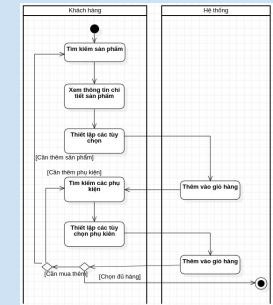 Khách hàng
Hệ thống
Tìm kiếm sản phẩm
Xem thông tin chi
tiết sản phẩm
Thiết lập các tùy
chọn
[Cần thêm sản phẩm]
[Cần thêm phụ kiện]
Tìm kiếm các phụ
kiện
Thêm vào giỏ hàng
Thiết lập các tùy
chọn phụ kiên
Thêm vào giỏ hàng
[Cần mua thêm]
[Chọn đủ hàng]